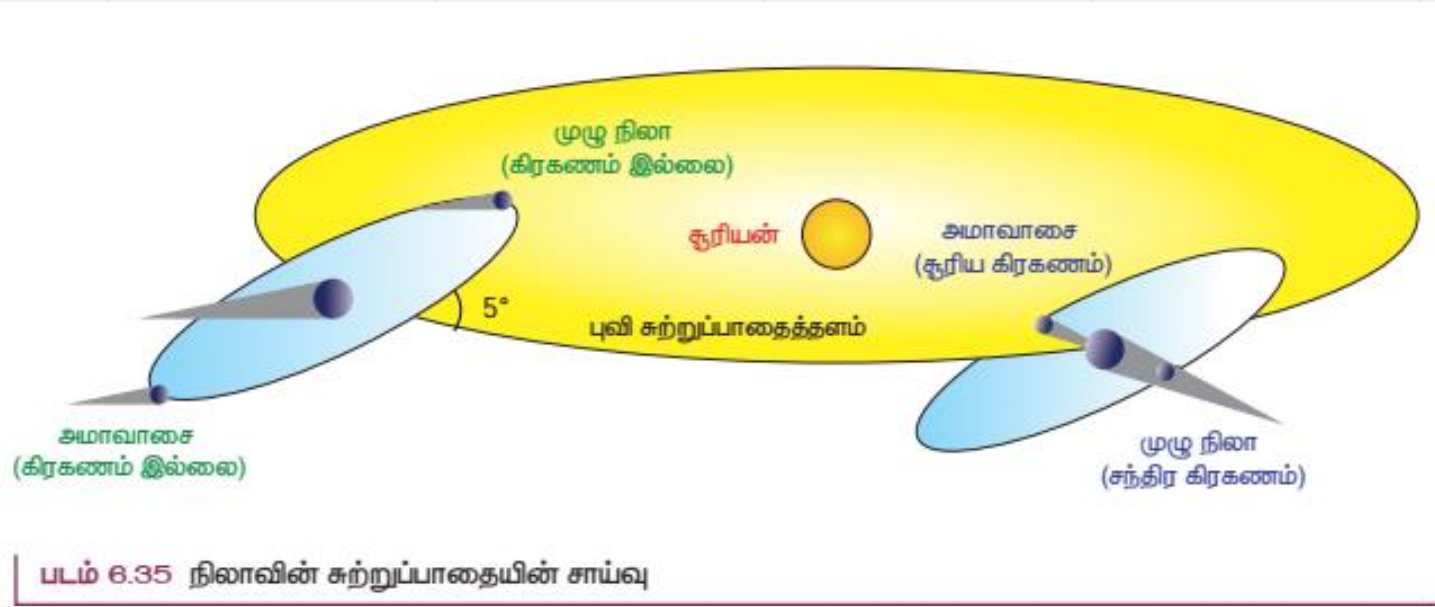 முழு நிலா
(கிரகணம் இல்லை)
சூரியன்
அமாவாசை
(சூரிய கிரகணம்)
5°
புவி சுற்றுப்பாதைத்தளம்
அமாவாசை
(கிரகணம் இல்லை)
முழு நிலா
(சந்திர கிரகணம்)
படம் 6.35 நிலாவின் சுற்றுப்பாதையின் சாய்வு